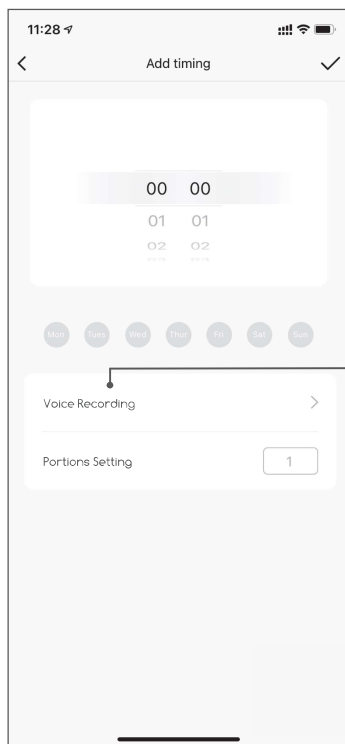 11:28
Add timing
00 00
01 01
02 02
Mon Tues Wed Thur Fri Sat Sun
Voice Recording
Portions Setting 1